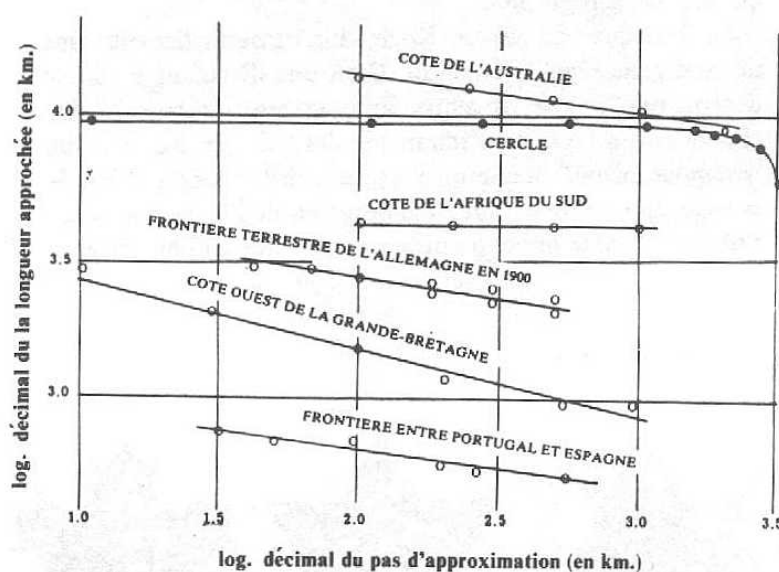 COTE DE L'AUSTRALIE
4.0
CERCLE
COTE DE L'AFRIQUE DU SUD
FRONTIERE TERRESTRE DE L'ALLEMAGNE EN 1900
3.5
COTE OUEST DE LA GRANDE-BRETAGNE
3.0
FRONTIERE ENTRE PORTUGAL ET ESPAGNE
log. décimal du la longueur approchée (en km.)
1.0 1.5 2.0 2.5 3.0 3.5
log. décimal du pas d'approximation (en km.)